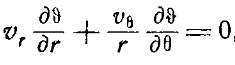 v_r ∂ϑ/∂r + v_θ/r ∂ϑ/∂θ = 0,